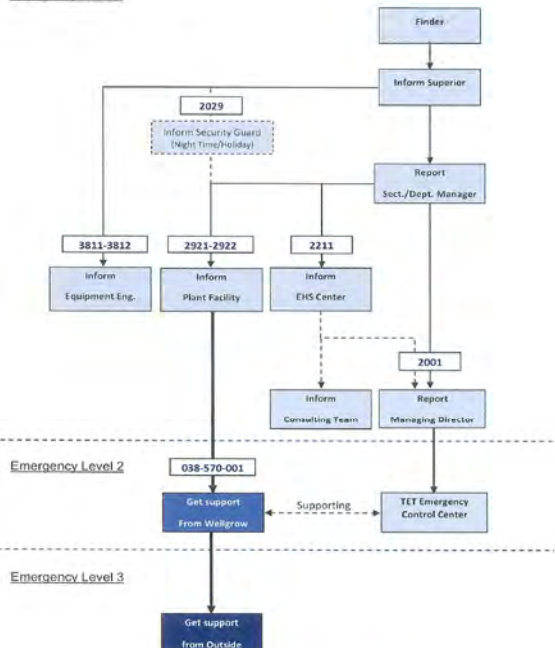 Finder
Inform Superior
2029
Inform Security Guard
(Night Time/Holiday)
Report
Sect./Dept. Manager
3811-3812
2921-2922
2211
Inform
Equipment Eng.
Inform
Plant Facility
Inform
EHS Center
2001
Inform
Consulting Team
Report
Managing Director
Emergency Level 2
038-570-001
Get support
From Wellgrow
Supporting
TET Emergency
Control Center
Emergency Level 3
Get support
from Outside